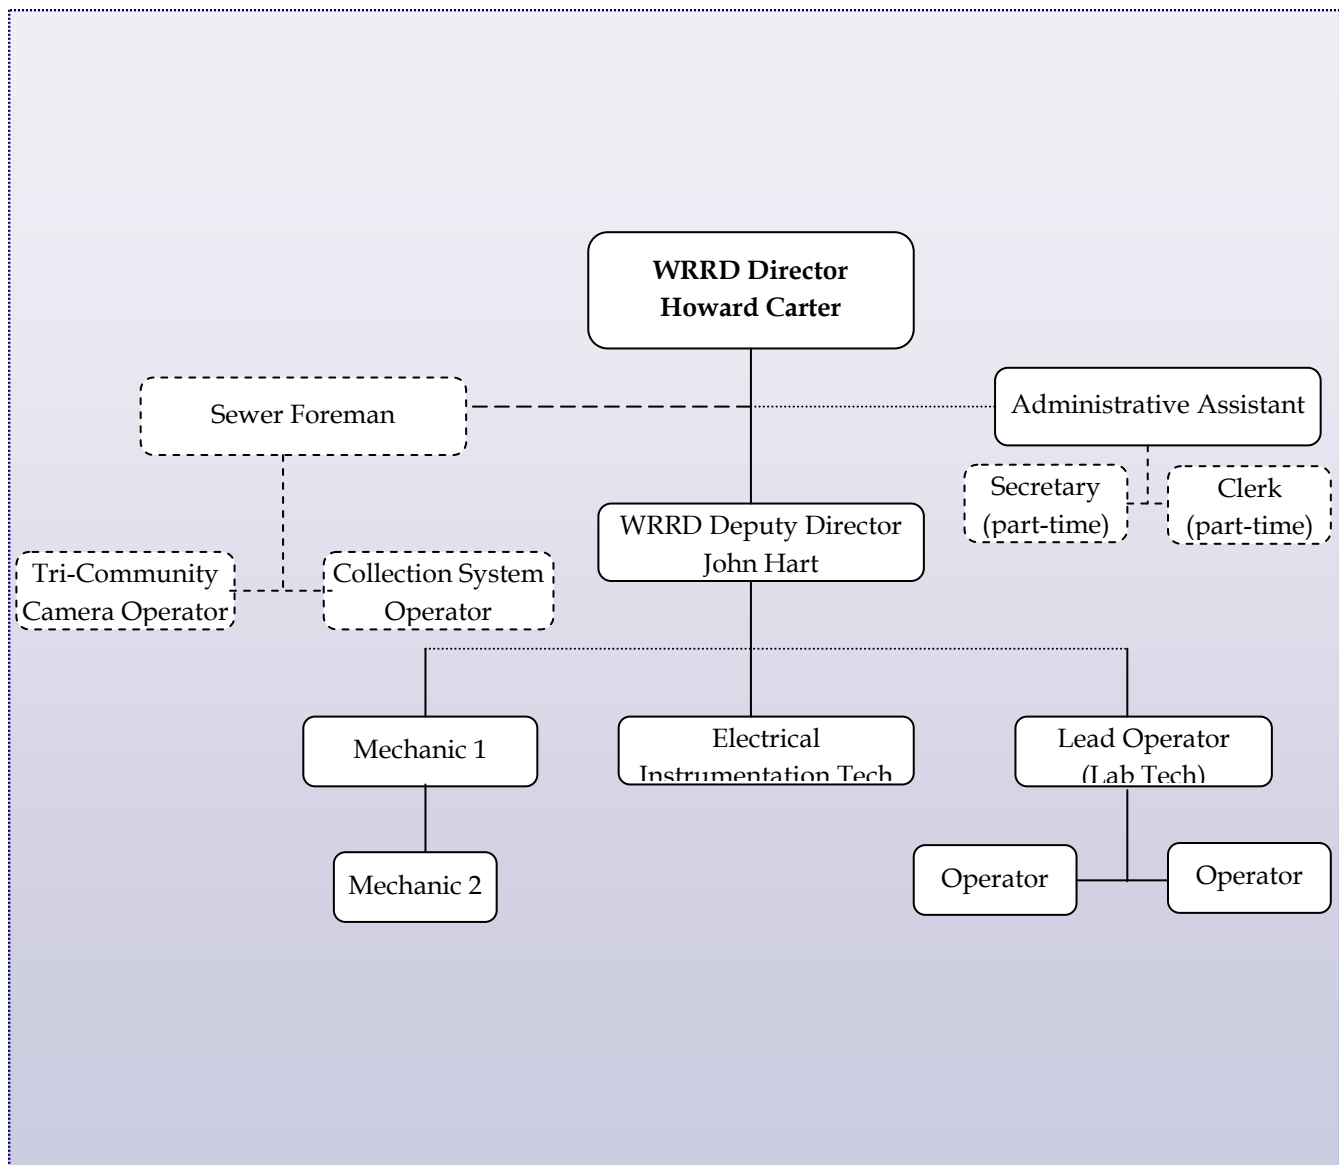 WRRD Director
Howard Carter
Sewer Foreman
Administrative Assistant
Secretary
(part-time)
Clerk
(part-time)
WRRD Deputy Director
John Hart
Tri-Community
Camera Operator
Collection System
Operator
Mechanic 1
Electrical
Instrumentation Tech
Lead Operator
(Lab Tech)
Mechanic 2
Operator
Operator